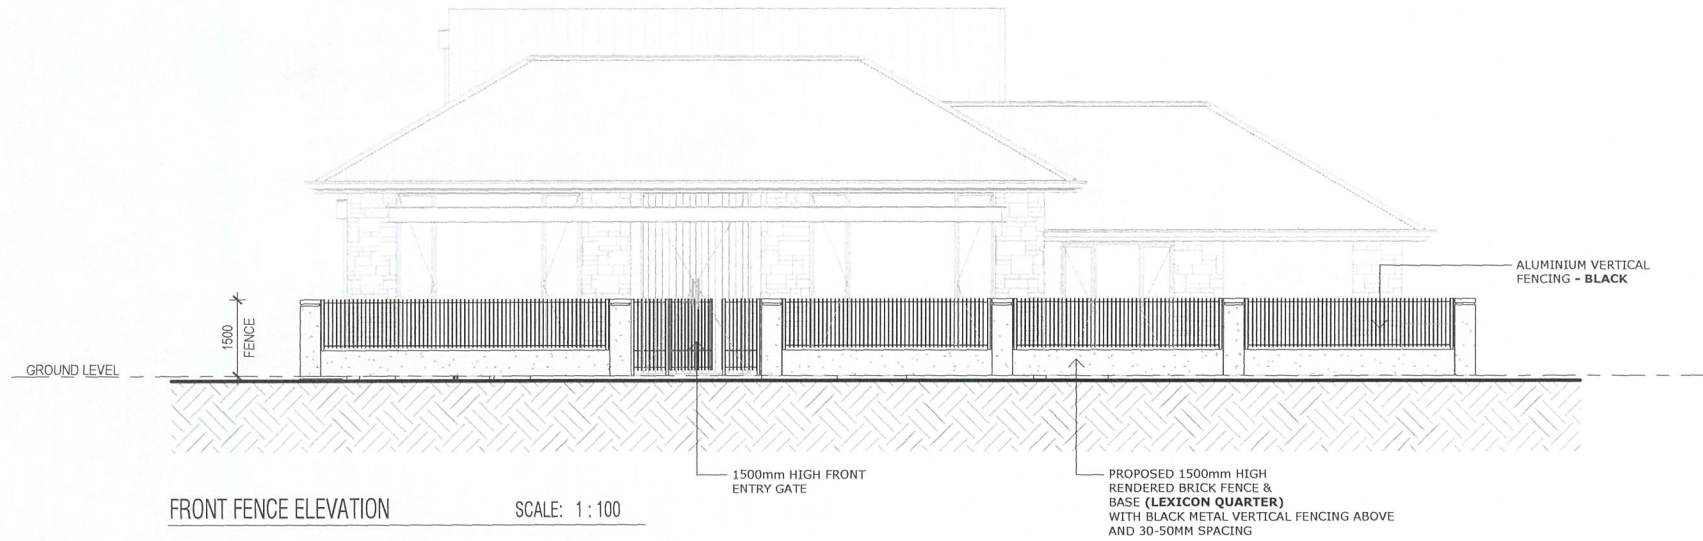 ALUMINIUM VERTICAL
FENCING - BLACK
1500
FENCE
GROUND LEVEL
1500mm HIGH FRONT
ENTRY GATE
PROPOSED 1500mm HIGH
RENDERED BRICK FENCE &
BASE (LEXICON QUARTER)
WITH BLACK METAL VERTICAL FENCING ABOVE
AND 30-50MM SPACING
FRONT FENCE ELEVATION
SCALE: 1 : 100